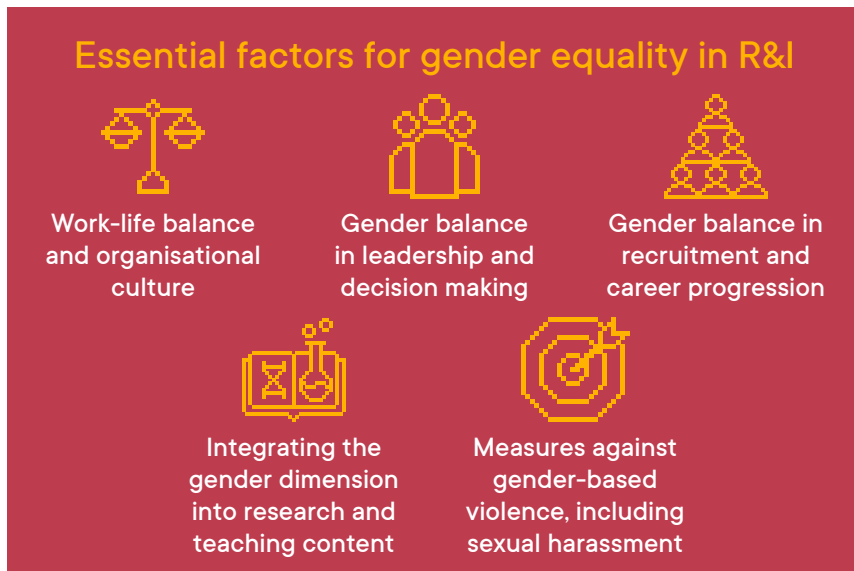 Essential factors for gender equality in R&I
Work-life balance
and organisational
culture
Gender balance
in leadership and
decision making
Gender balance in
recruitment and
career progression
Integrating the
gender dimension
into research and
teaching content
Measures against
gender-based
violence, including
sexual harassment